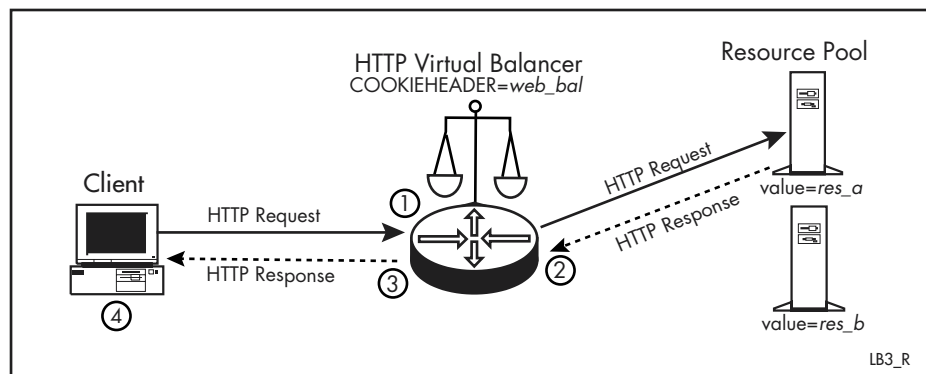 HTTP Virtual Balancer
COOKIEHEADER=web_bal
Resource Pool
Client
HTTP Request
HTTP Response
1
2
3
4
HTTP Request
HTTP Response
value=res_a
value=res_b
LB3_R